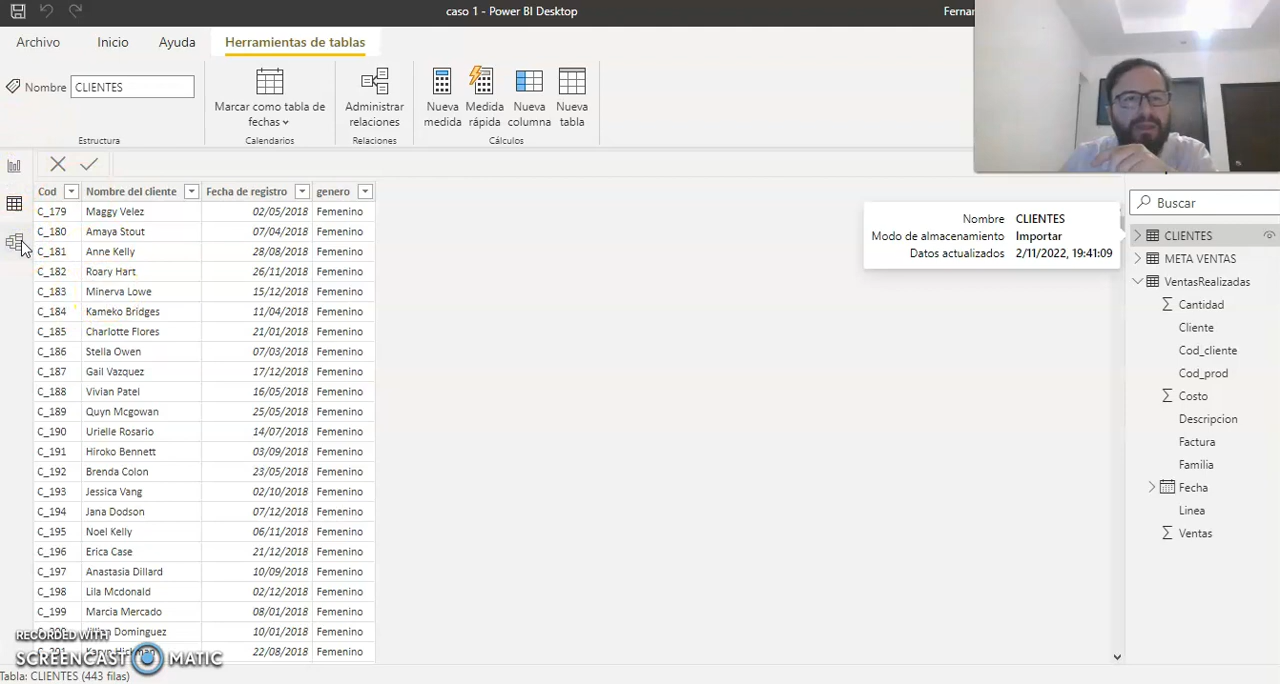 caso 1 - Power BI Desktop
Fernan
Archivo Inicio Ayuda Herramientas de tablas
Nombre CLIENTES
Marcar como tabla de fechas
Administrar relaciones
Nueva medida
Medida rápida
Nueva columna
Nueva tabla
Estructura Calendarios Relaciones Cálculos
Cod Nombre del cliente Fecha de registro genero
C_179 Maggy Velez 02/05/2018 Femenino
C_180 Amaya Stout 07/04/2018 Femenino
C_181 Anne Kelly 28/08/2018 Femenino
C_182 Roary Hart 26/11/2018 Femenino
C_183 Minerva Lowe 15/12/2018 Femenino
C_184 Kameko Bridges 11/04/2018 Femenino
C_185 Charlotte Flores 21/01/2018 Femenino
C_186 Stella Owen 07/03/2018 Femenino
C_187 Gail Vazquez 17/12/2018 Femenino
C_188 Vivian Patel 16/05/2018 Femenino
C_189 Quyn Mcgowan 25/05/2018 Femenino
C_190 Urielle Rosario 14/07/2018 Femenino
C_191 Hiroko Bennett 03/09/2018 Femenino
C_192 Brenda Colon 23/05/2018 Femenino
C_193 Jessica Vang 02/10/2018 Femenino
C_194 Jana Dodson 07/12/2018 Femenino
C_195 Noel Kelly 06/11/2018 Femenino
C_196 Erica Case 21/12/2018 Femenino
C_197 Anastasia Dillard 10/09/2018 Femenino
C_198 Lila Mcdonald 02/12/2018 Femenino
C_199 Marcia Mercado 08/01/2018 Femenino
Dominguez 10/01/2018 Femenino
22/08/2018 Femenino
RECORDED WITH
SCREENCAST MATIC
Tabla: CLIENTES (443 filas)
Nombre CLIENTES
Modo de almacenamiento Importar
Datos actualizados 2/11/2022, 19:41:09
Buscar
CLIENTES
META VENTAS
VentasRealizadas
Cantidad
Cliente
Cod_cliente
Cod_prod
Costo
Descripcion
Factura
Familia
Fecha
Linea
Ventas